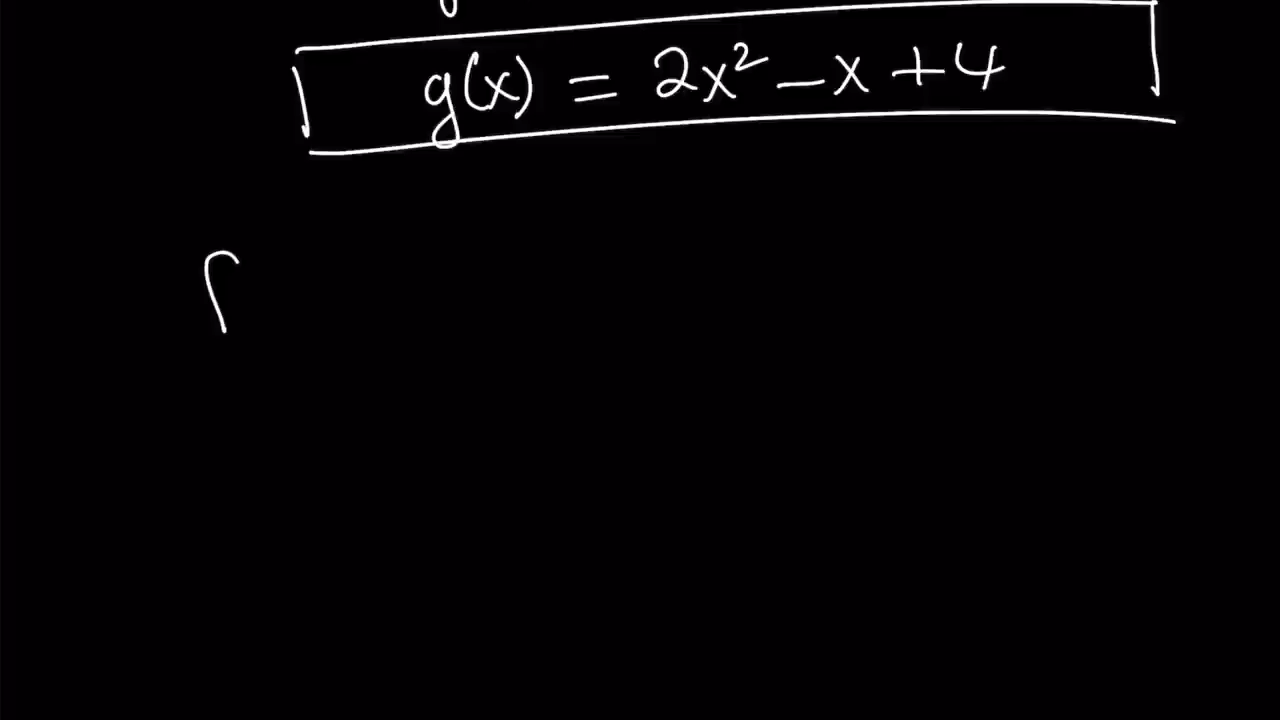 g(x) = 2x² - x + 4